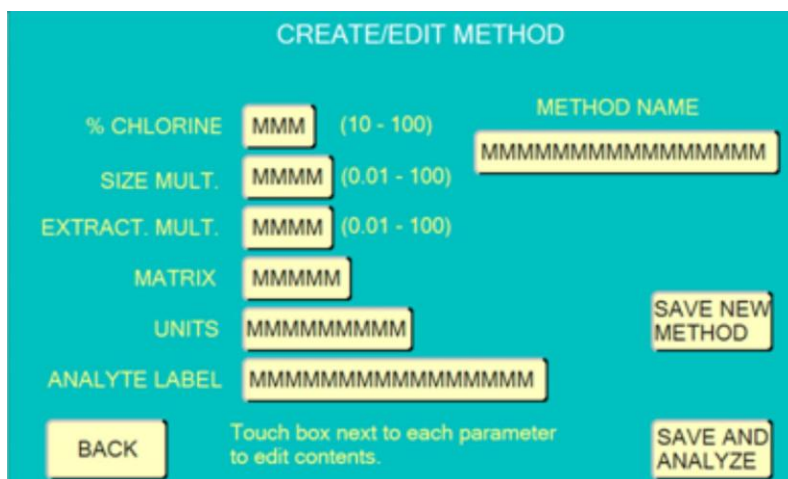 CREATE/EDIT METHOD
METHOD NAME
% CHLORINE MMM (10 - 100)
MMMMMMMMMMMMMMMM
SIZE MULT. MMMM (0.01 - 100)
EXTRACT. MULT. MMMM (0.01 - 100)
MATRIX MMMMM
UNITS MMMMMMMMM
SAVE NEW
METHOD
ANALYTE LABEL MMMMMMMMMMMMMMMM
BACK
Touch box next to each parameter
to edit contents.
SAVE AND
ANALYZE